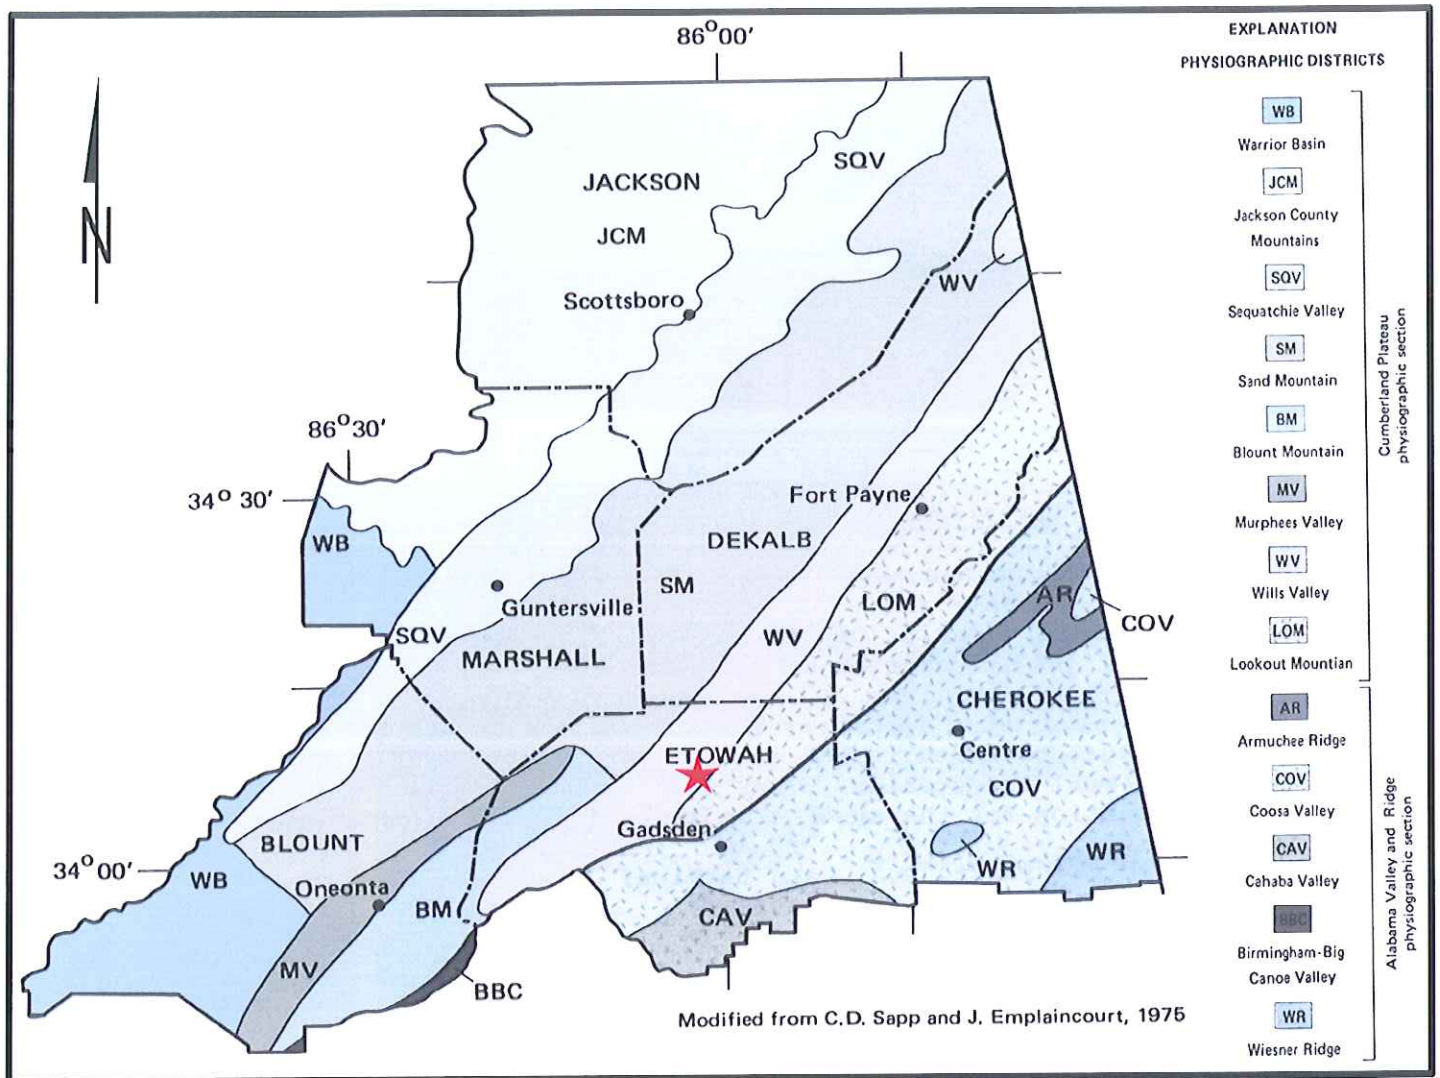 86°00'
EXPLANATION
PHYSIOGRAPHIC DISTRICTS
WB
Warrior Basin
JCM
Jackson County
Mountains
SQV
Sequatchie Valley
SM
Sand Mountain
BM
Blount Mountain
MV
Murphees Valley
WV
Wills Valley
LOM
Lookout Mountian
Cumberland Plateau
physiographic section
AR
Armuchee Ridge
COV
Coosa Valley
CAV
Cahaba Valley
BBC
Birmingham-Big
Canoe Valley
WR
Wiesner Ridge
Alabama Valley and Ridge
physiographic section
N
SQV
JACKSON
JCM
WV
Scottsboro
86°30'
34° 30'
Fort Payne
WB
DEKALB
SM
Guntersville
LOM
AR
COV
SQV
WV
MARSHALL
CHEROKEE
ETOWAH
Centre
COV
Gadsden
BLOUNT
34°00'
WB
WR
WR
Oneonta
BM
CAV
MV
BBC
Modified from C.D. Sapp and J. Emplaincourt, 1975